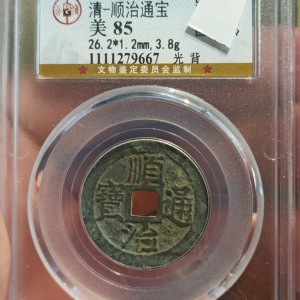 清-顺治通宝
美 85
26.2*1.2mm,3.8g
1111279667 光背
★文物鉴定委员会监制★
順治通寶